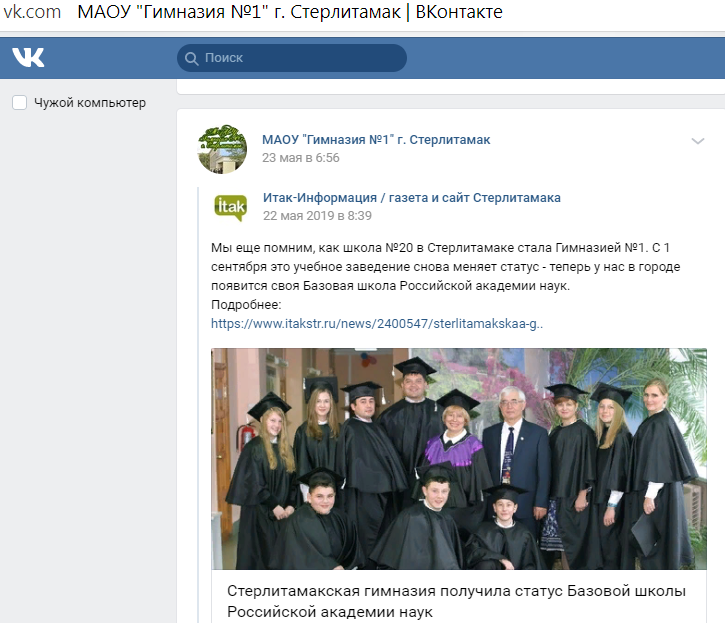 vk.com МАОУ "Гимназия №1" г. Стерлитамак | ВКонтакте
Поиск
Чужой компьютер
МАОУ "Гимназия №1" г. Стерлитамак
23 мая в 6:56
itak
Итак-Информация / газета и сайт Стерлитамака
22 мая 2019 в 8:39
Мы еще помним, как школа №20 в Стерлитамаке стала Гимназией №1. С 1
сентября это учебное заведение снова меняет статус - теперь у нас в городе
появится своя Базовая школа Российской академии наук.
Подробнее:
https://www.itakstr.ru/news/2400547/sterlitamakskaa-g..
Стерлитамакская гимназия получила статус Базовой школы
Российской академии наук